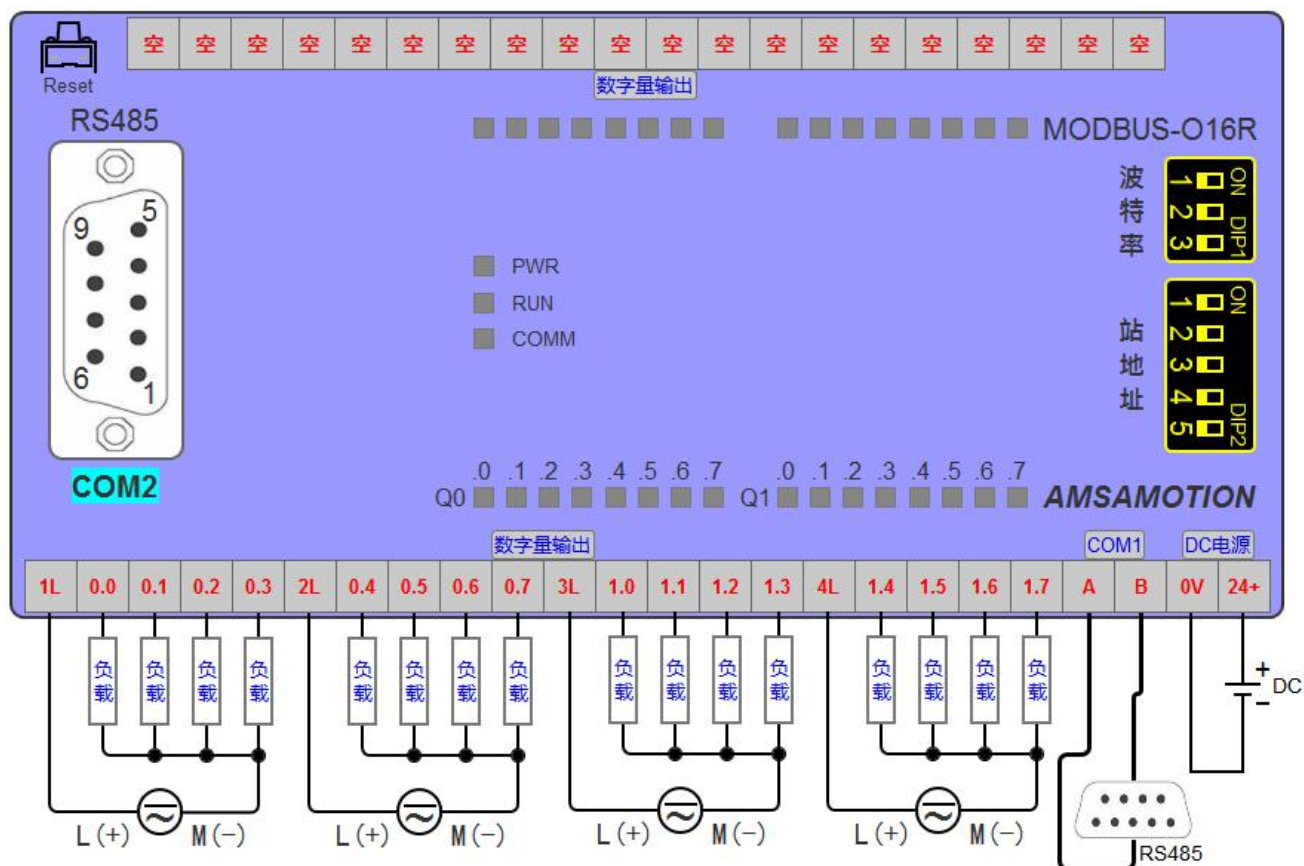 空 空 空 空 空 空 空 空 空 空 空 空 空 空 空 空 空 空 空 空
Reset
数字量输出
RS485
MODBUS-O16R
波特率
1 2 3
ON DIP1
9 5
6 1
PWR
RUN
COMM
站地址
1 2 3 4 5
ON DIP2
COM2
.0 .1 .2 .3 .4 .5 .6 .7 .0 .1 .2 .3 .4 .5 .6 .7
Q0 Q1 AMSAMOTION
数字量输出 COM1 DC电源
1L 0.0 0.1 0.2 0.3 2L 0.4 0.5 0.6 0.7 3L 1.0 1.1 1.2 1.3 4L 1.4 1.5 1.6 1.7 A B 0V 24+
负载 负载 负载 负载 负载 负载 负载 负载 负载 负载 负载 负载 负载 负载 负载 负载
+
DC
−
L(+) M(−) L(+) M(−) L(+) M(−) L(+) M(−)
RS485